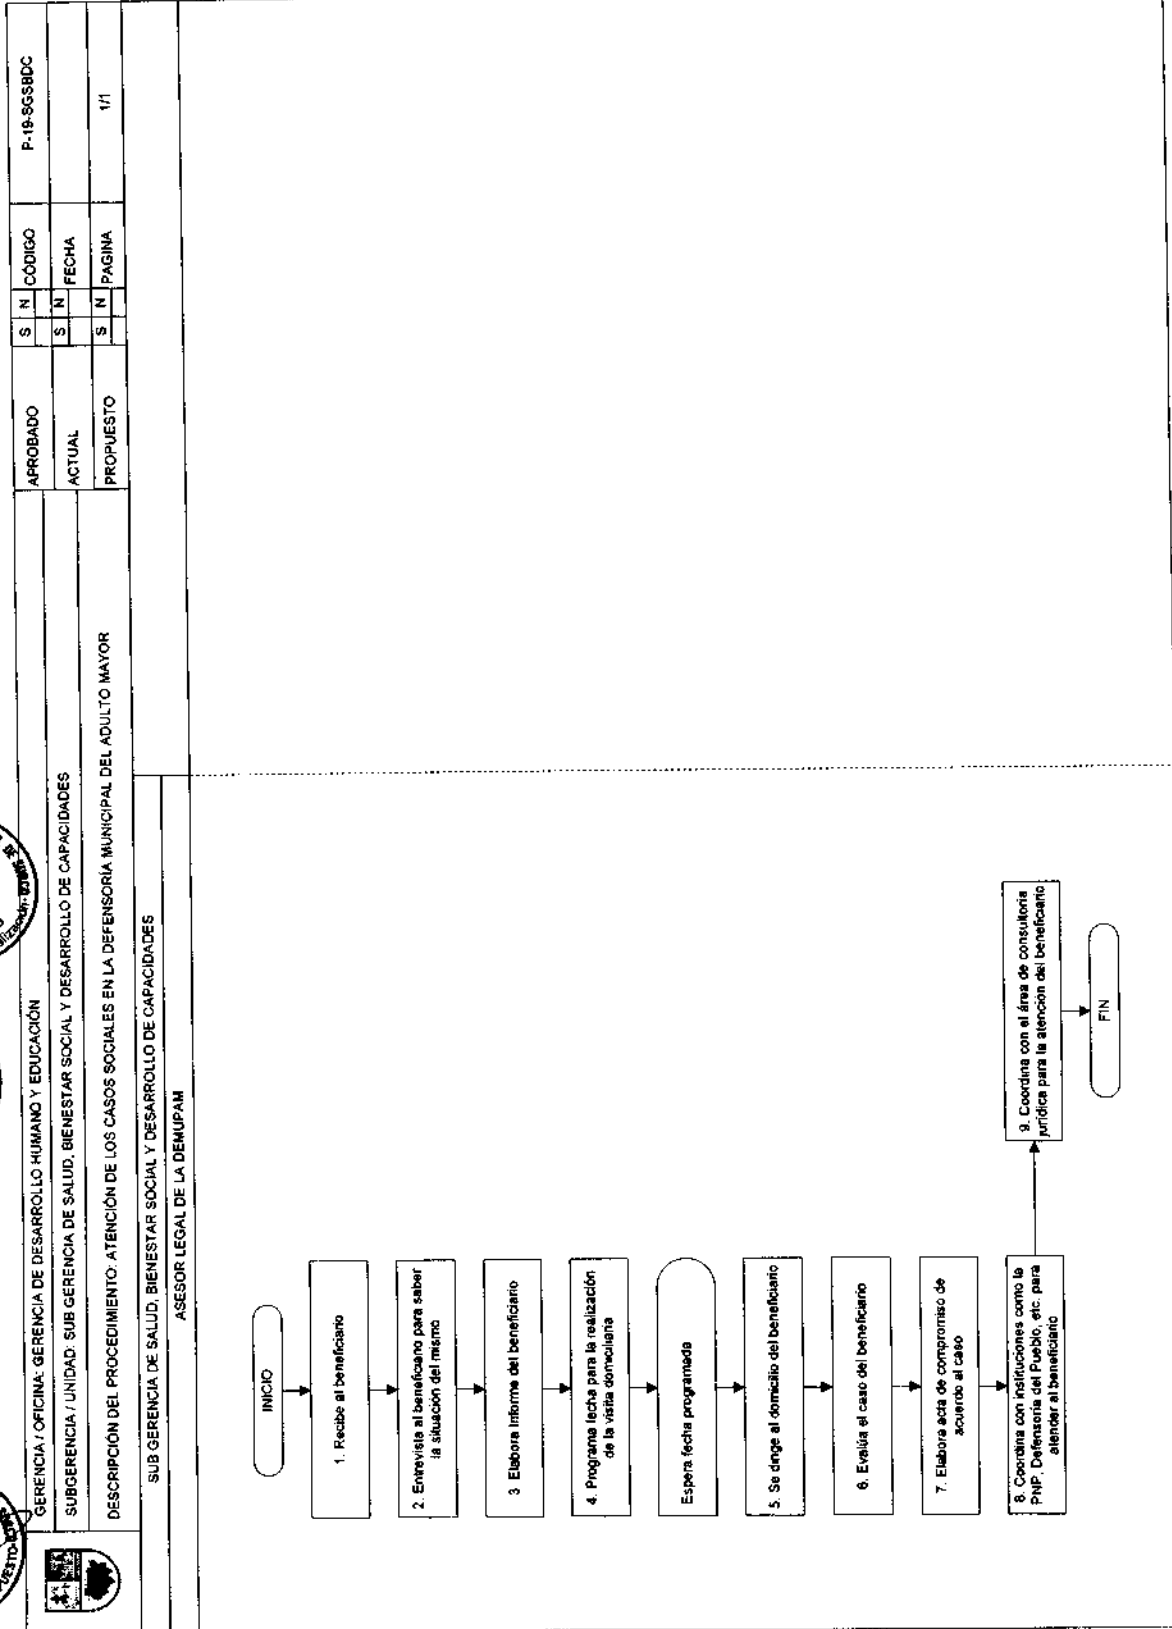 GERENCIA / OFICINA: GERENCIA DE DESARROLLO HUMANO Y EDUCACIÓN
APROBADO
S N
CÓDIGO
P-19-SGSBDC
SUBGERENCIA / UNIDAD: SUB GERENCIA DE SALUD, BIENESTAR SOCIAL Y DESARROLLO DE CAPACIDADES
ACTUAL
S N
FECHA
DESCRIPCIÓN DEL PROCEDIMIENTO: ATENCIÓN DE LOS CASOS SOCIALES EN LA DEFENSORÍA MUNICIPAL DEL ADULTO MAYOR
PROPUESTO
S N
PAGINA
1/1
SUB GERENCIA DE SALUD, BIENESTAR SOCIAL Y DESARROLLO DE CAPACIDADES
ASESOR LEGAL DE LA DEMUPAM
INICIO
1. Recibe al beneficiario
2. Entrevista al beneficiario para saber
la situación del mismo
3 Elabora Informe del beneficiario
4. Programa fecha para la realización
de la visita domiciliaria
Espera fecha programada
5. Se dirige al domicilio del beneficiario
6. Evalúa el caso del beneficiario
7. Elabora acta de compromiso de
acuerdo al caso
8. Coordina con instituciones como la
PNP, Defensoría del Pueblo, etc. para
atender al beneficiario
9. Coordina con el área de consultoría
jurídica para la atención del beneficiario
FIN